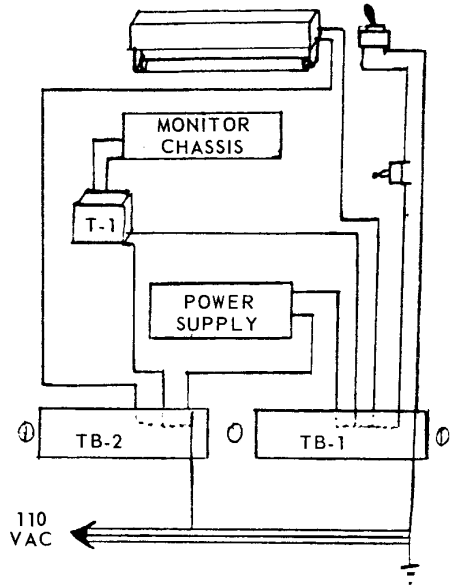 MONITOR
CHASSIS
T-1
POWER
SUPPLY
TB-2
TB-1
110
VAC